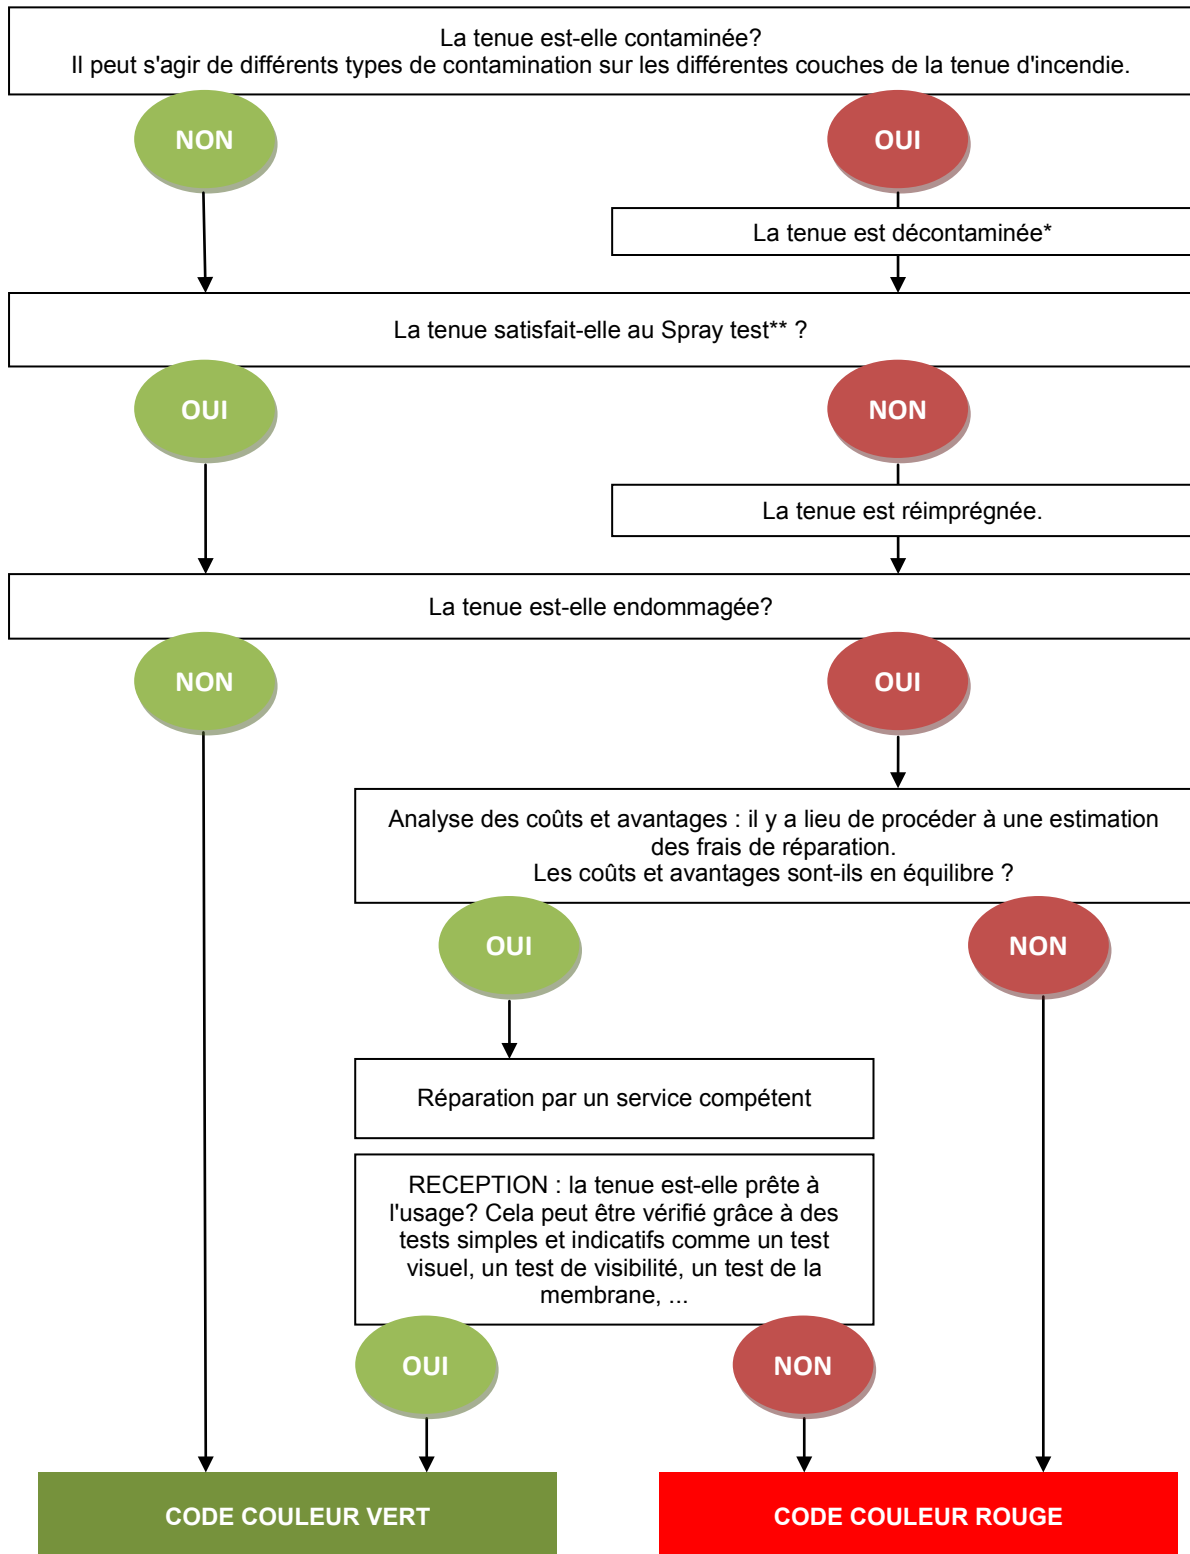 La tenue est-elle contaminée?
Il peut s'agir de différents types de contamination sur les différentes couches de la tenue d'incendie.
NON
OUI
La tenue est décontaminée*
La tenue satisfait-elle au Spray test** ?
OUI
NON
La tenue est réimprégnée.
La tenue est-elle endommagée?
NON
OUI
Analyse des coûts et avantages : il y a lieu de procéder à une estimation
des frais de réparation.
Les coûts et avantages sont-ils en équilibre ?
OUI
NON
Réparation par un service compétent
RECEPTION : la tenue est-elle prête à
l'usage? Cela peut être vérifié grâce à des
tests simples et indicatifs comme un test
visuel, un test de visibilité, un test de la
membrane, ...
OUI
NON
CODE COULEUR VERT
CODE COULEUR ROUGE